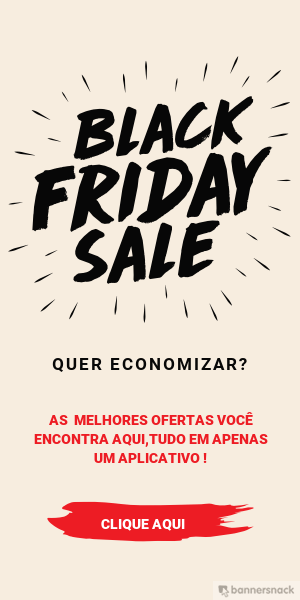 BLACK
FRIDAY
SALE
QUER ECONOMIZAR?
AS MELHORES OFERTAS VOCÊ
ENCONTRA AQUI,TUDO EM APENAS
UM APLICATIVO !
CLIQUE AQUI
bannersnack